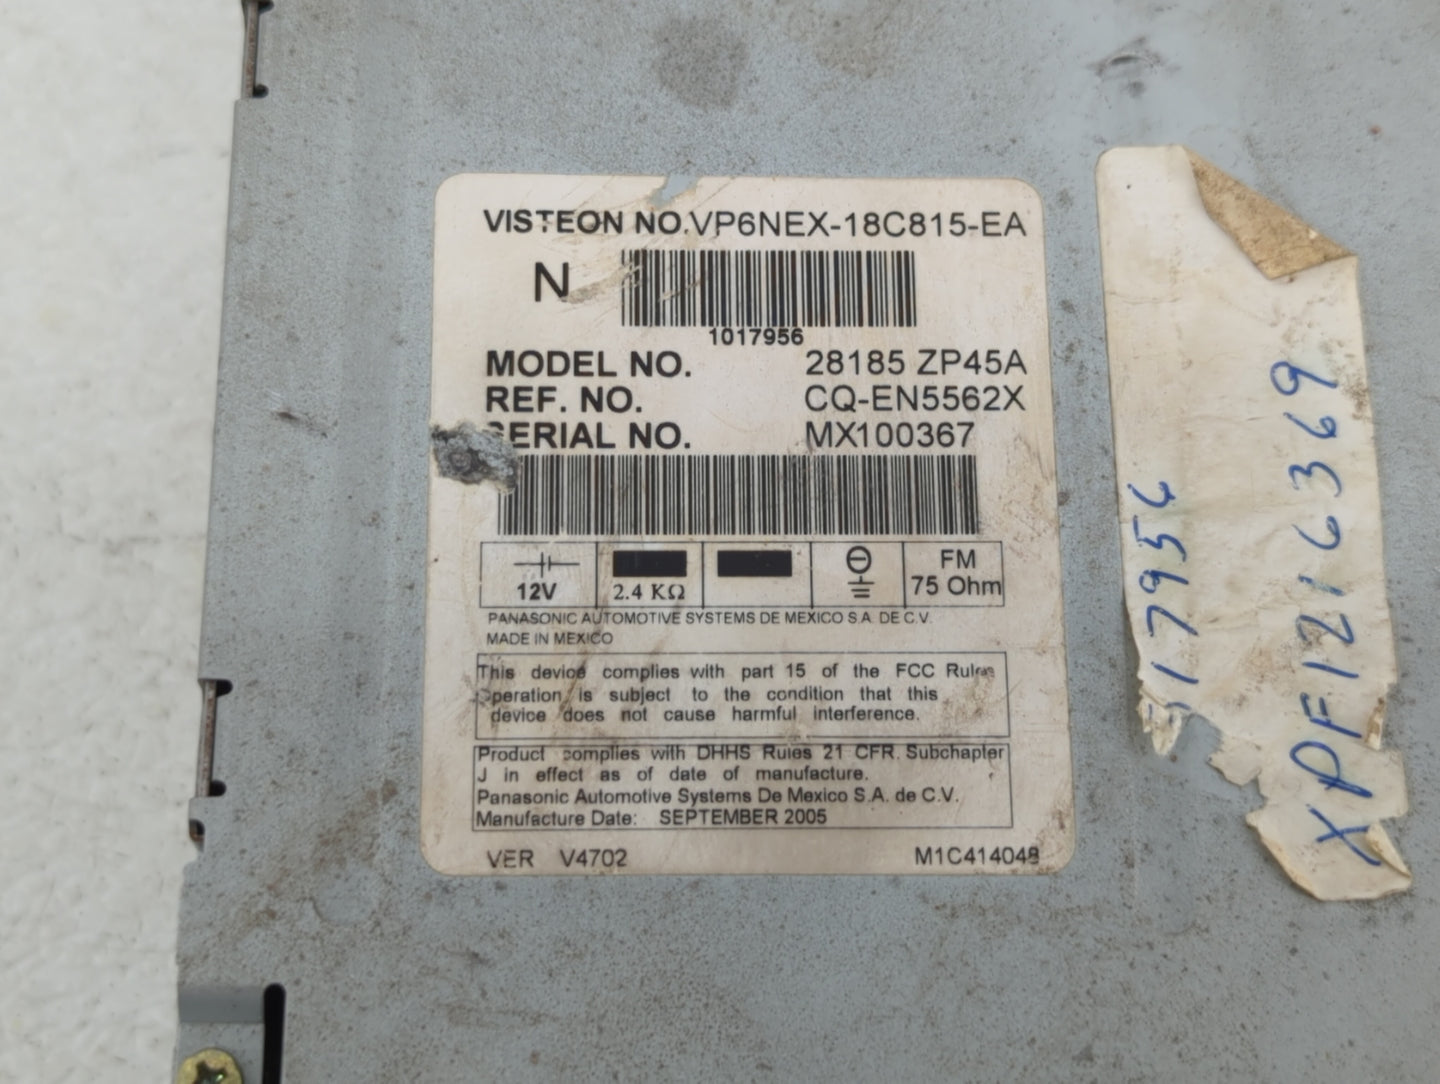 VISTEON NO.VP6NEX-18C815-EA
N
1017956
MODEL NO. 28185 ZP45A
REF. NO. CQ-EN5562X
SERIAL NO. MX100367
12V 2.4 KΩ FM 75 Ohm
PANASONIC AUTOMOTIVE SYSTEMS DE MEXICO S.A. DE C.V.
MADE IN MEXICO
This device complies with part 15 of the FCC Rules
Operation is subject to the condition that this
device does not cause harmful interference.
Product complies with DHHS Rules 21 CFR. Subchapter
J in effect as of date of manufacture.
Panasonic Automotive Systems De Mexico S.A. de C.V.
Manufacture Date: SEPTEMBER 2005
VER V4702 M1C414048
XPF1216369